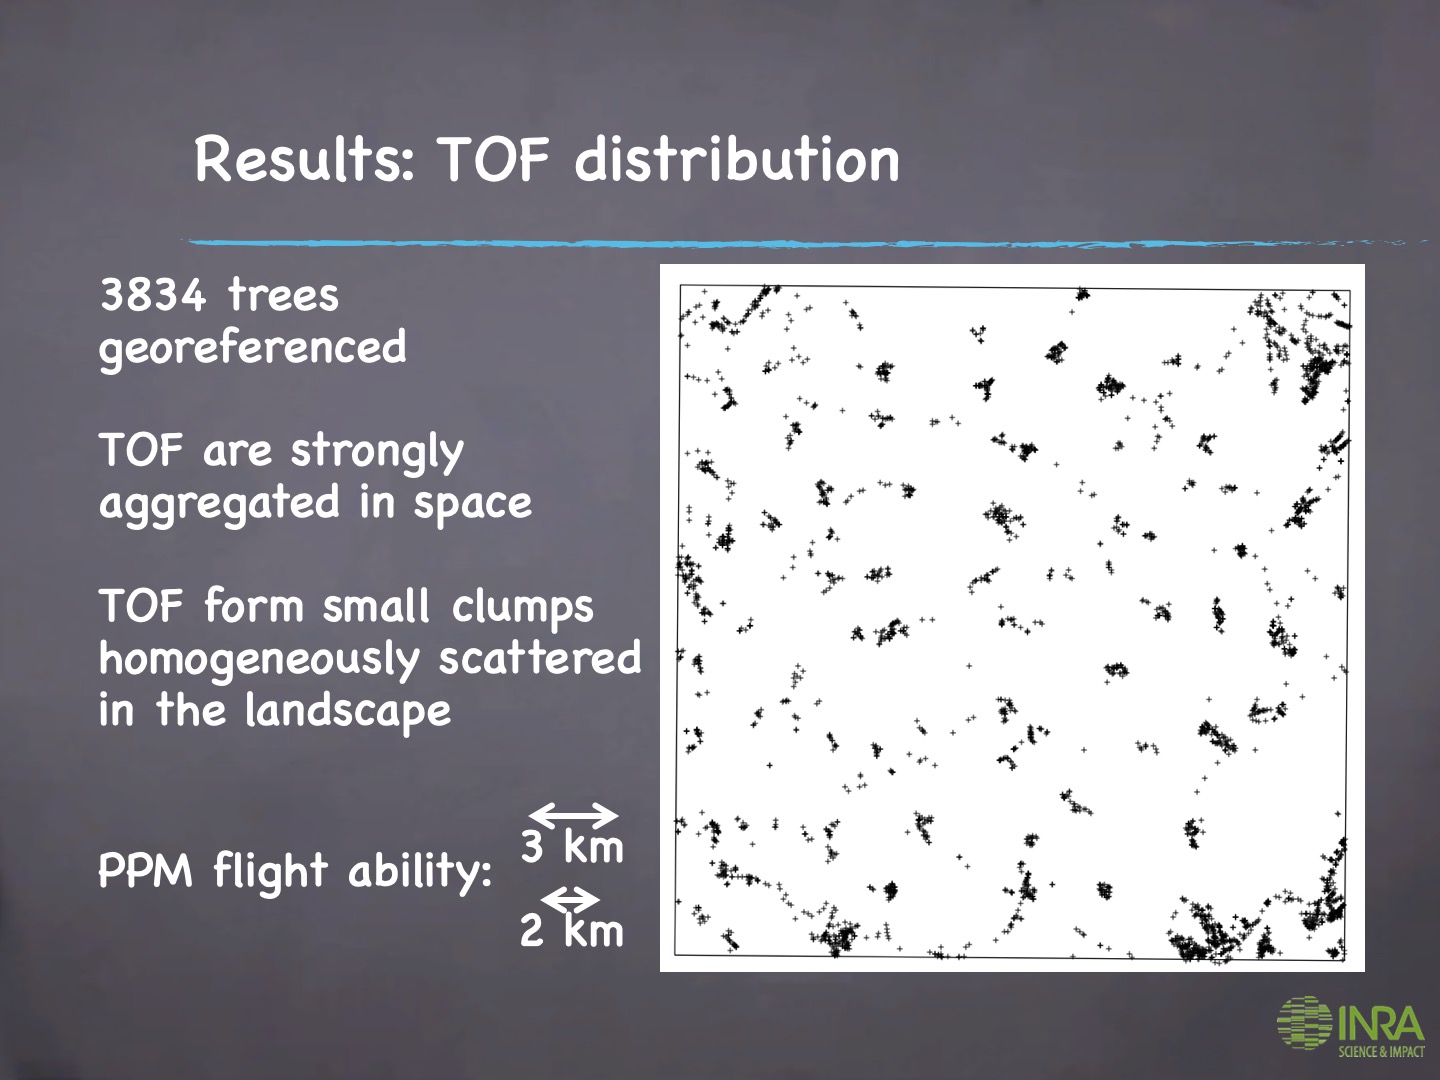 Results: TOF distribution
3834 trees
georeferenced
TOF are strongly
aggregated in space
TOF form small clumps
homogeneously scattered
in the landscape
PPM flight ability:
3 km
2 km
INRA
SCIENCE & IMPACT